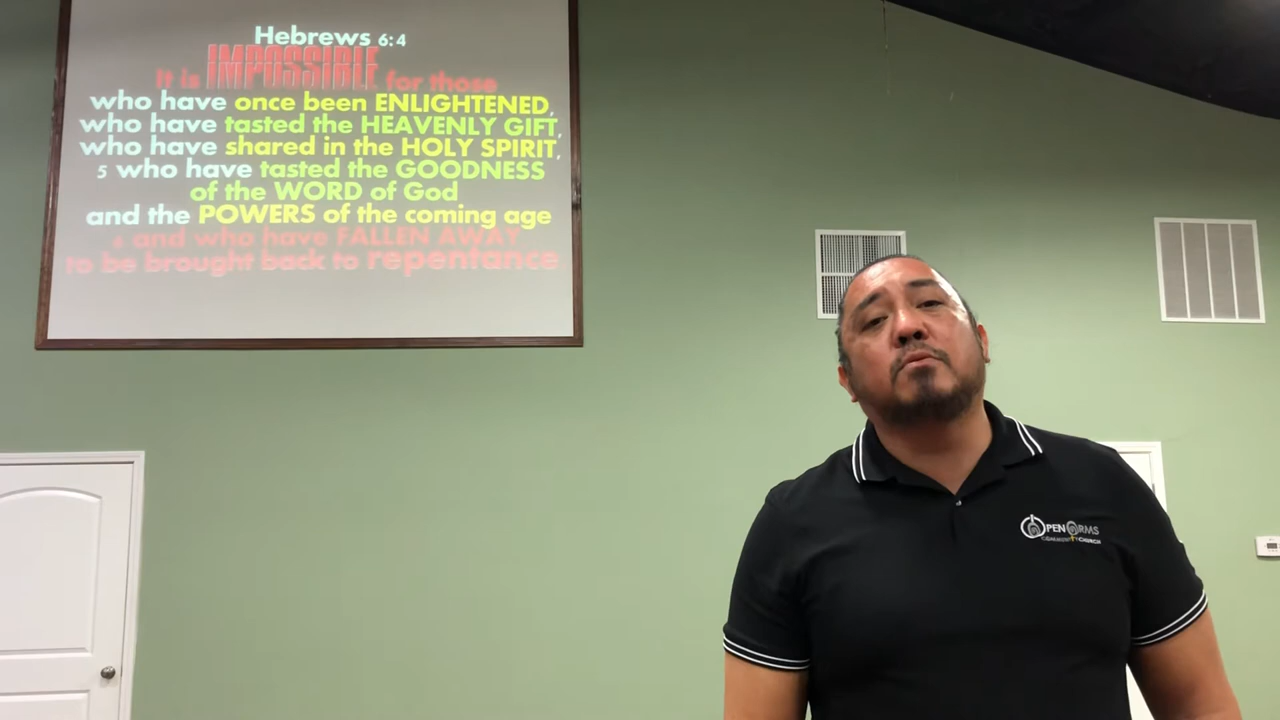 Hebrews 6:4
It is IMPOSSIBLE for those
who have once been ENLIGHTENED,
who have tasted the HEAVENLY GIFT,
who have shared in the HOLY SPIRIT,
5 who have tasted the GOODNESS
of the WORD of God
and the POWERS of the coming age
6 and who have FALLEN AWAY
to be brought back to repentance
OPEN ARMS
COMMUNITY CHURCH